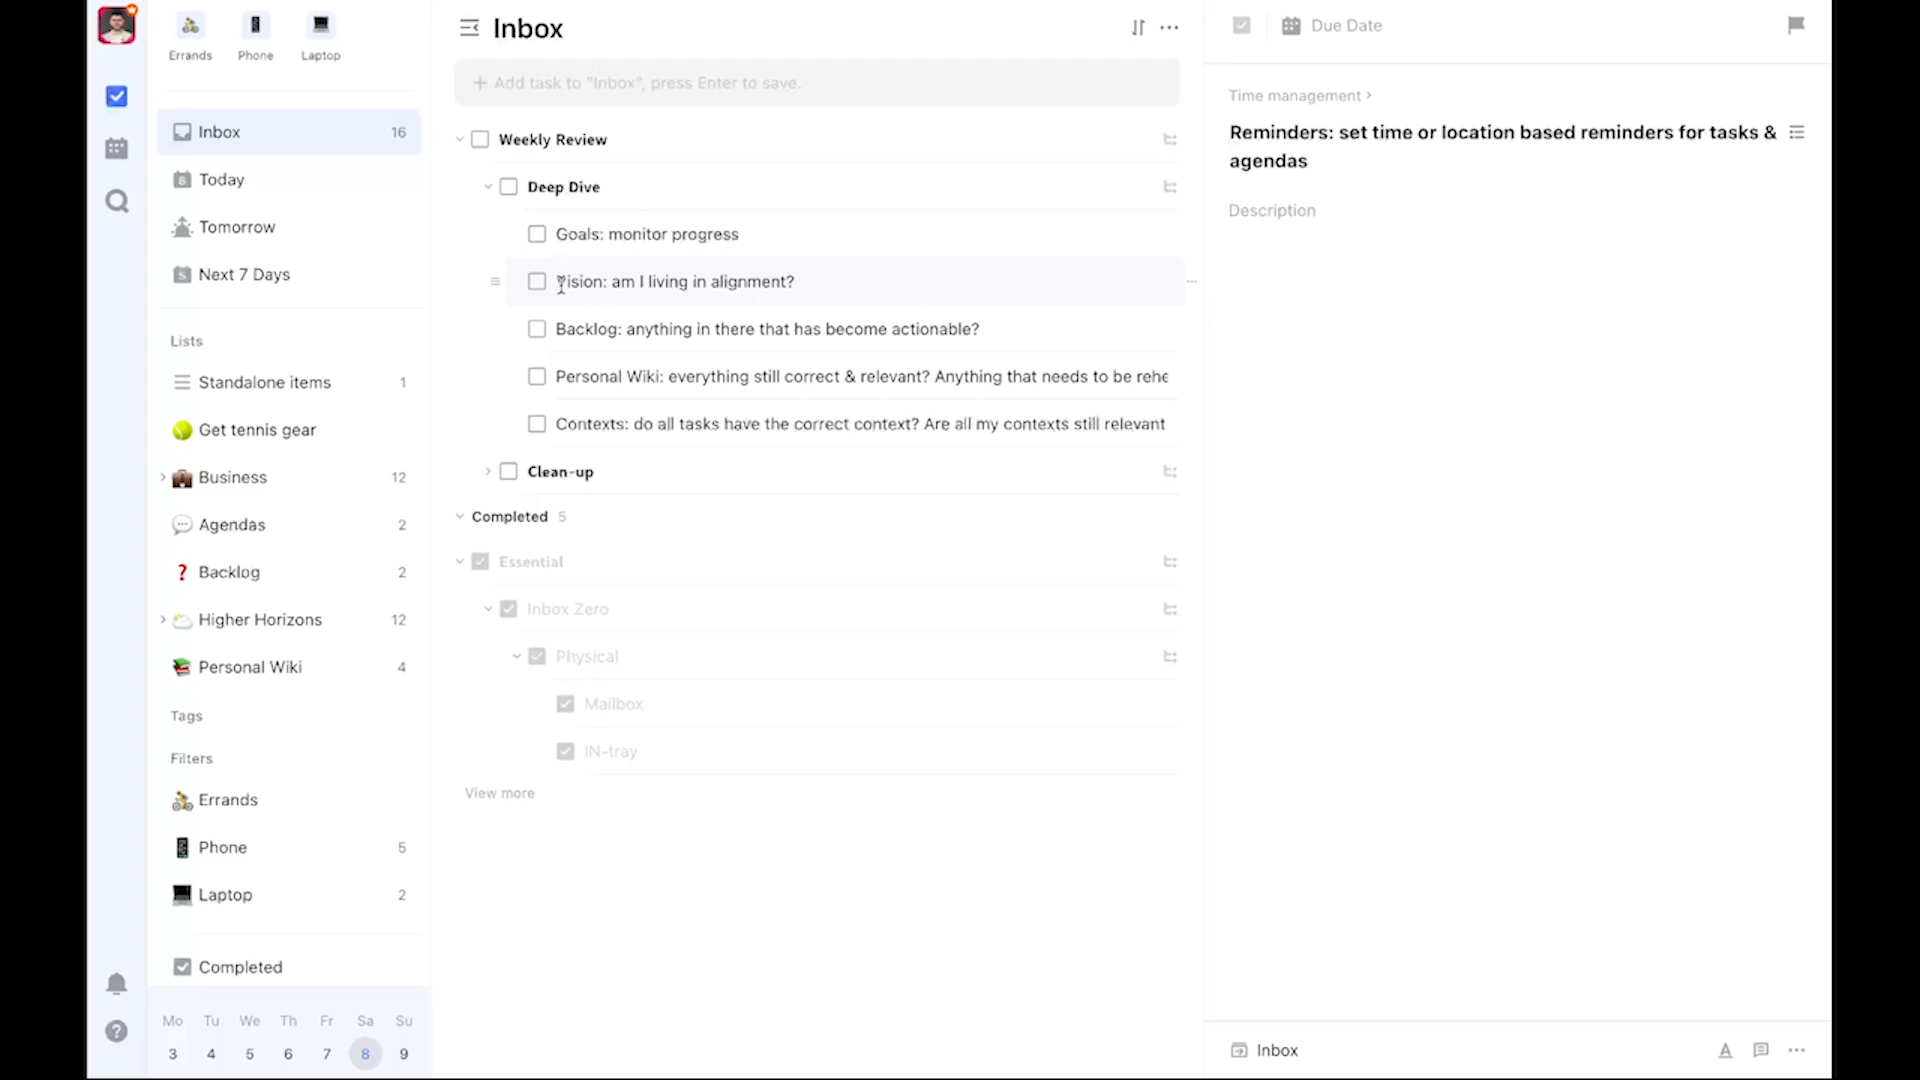 Errands
Phone
Laptop
Inbox 16
Today
Tomorrow
Next 7 Days
Lists
Standalone items 1
Get tennis gear
Business 12
Agendas 2
Backlog 2
Higher Horizons 12
Personal Wiki 4
Tags
Filters
Errands
Phone 5
Laptop 2
Completed
Mo Tu We Th Fr Sa Su
3 4 5 6 7 8 9
Inbox
Add task to "Inbox", press Enter to save.
Weekly Review
Deep Dive
Goals: monitor progress
Vision: am I living in alignment?
Backlog: anything in there that has become actionable?
Personal Wiki: everything still correct & relevant? Anything that needs to be rehe
Contexts: do all tasks have the correct context? Are all my contexts still relevant
Clean-up
Completed 5
Essential
Inbox Zero
Physical
Mailbox
IN-tray
View more
Due Date
Time management >
Reminders: set time or location based reminders for tasks &
agendas
Description
Inbox